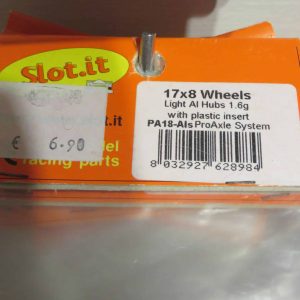 Slot.it
17x8 Wheels
Light Al Hubs 1.6g
with plastic insert
PA18-Als ProAxle System
8 032927 628984
t.it
€ 6.90
el
racing parts